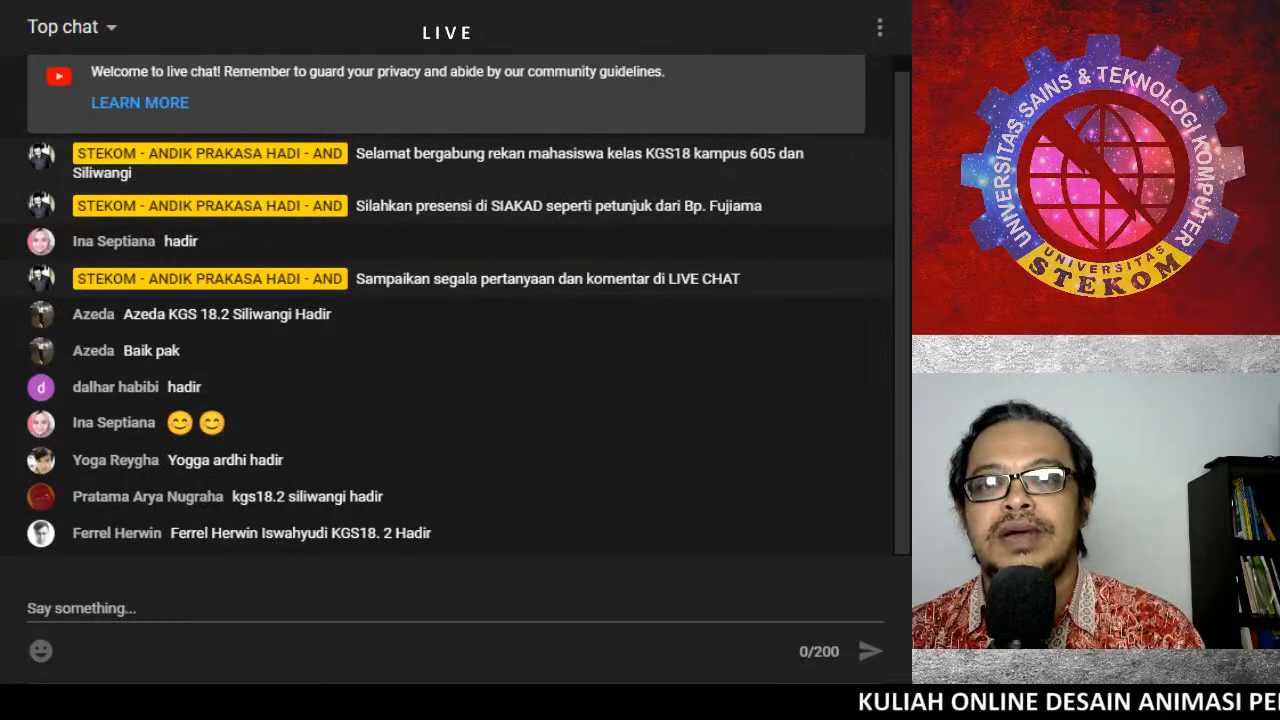 Top chat
LIVE
Welcome to live chat! Remember to guard your privacy and abide by our community guidelines.
LEARN MORE
STEKOM - ANDIK PRAKASA HADI - AND Selamat bergabung rekan mahasiswa kelas KGS18 kampus 605 dan
Siliwangi
STEKOM - ANDIK PRAKASA HADI - AND Silahkan presensi di SIAKAD seperti petunjuk dari Bp. Fujiama
Ina Septiana hadir
STEKOM - ANDIK PRAKASA HADI - AND Sampaikan segala pertanyaan dan komentar di LIVE CHAT
Azeda Azeda KGS 18.2 Siliwangi Hadir
Azeda Baik pak
d dalhar habibi hadir
Ina Septiana 😊 😊
Yoga Reygha Yogga ardhi hadir
Pratama Arya Nugraha kgs18.2 siliwangi hadir
Ferrel Herwin Ferrel Herwin Iswahyudi KGS18. 2 Hadir
Say something...
0/200
UNIVERSITAS SAINS & TEKNOLOGI KOMPUTER
UNIVERSITAS
STEKOM
KULIAH ONLINE DESAIN ANIMASI PE